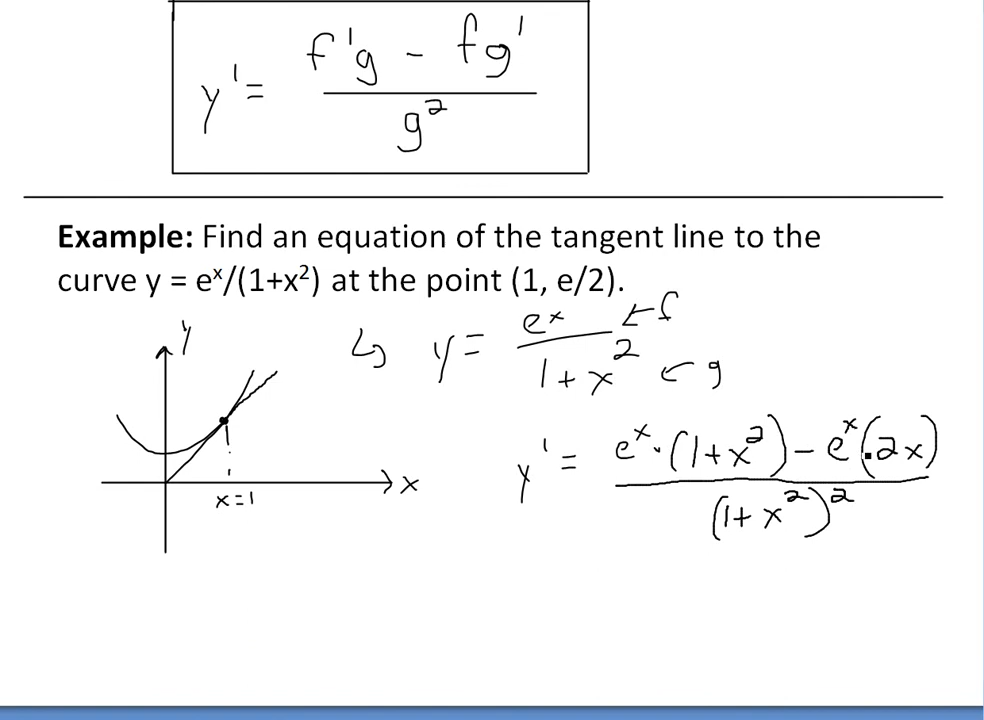 y' = f'g - fg' / g²
Example: Find an equation of the tangent line to the
curve y = eˣ/(1+x²) at the point (1, e/2).
↳ y = eˣ / 1 + x² ← f ← g
y
x
x=1
y' = eˣ · (1 + x²) - eˣ(·2x) / (1 + x²)²